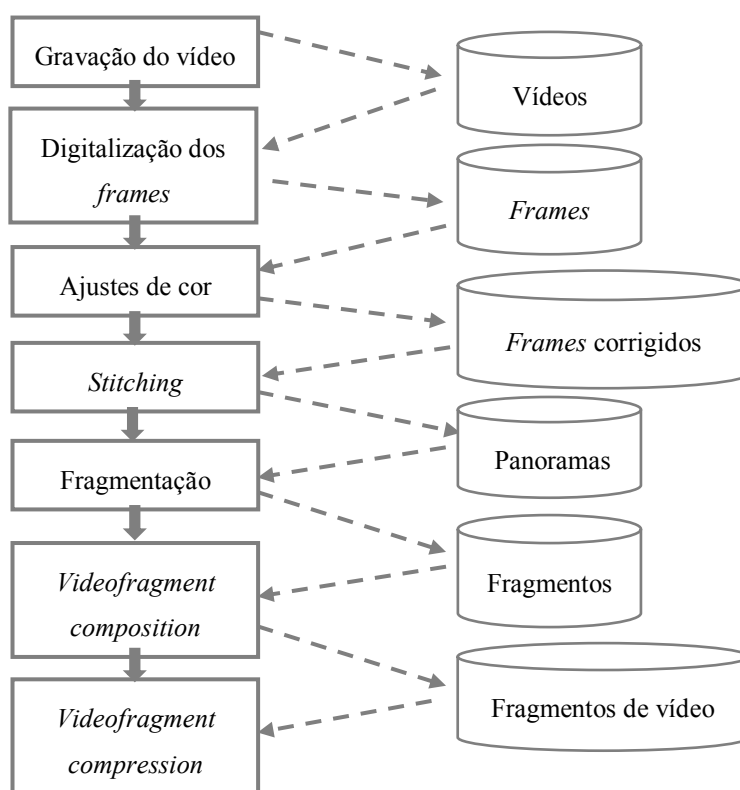 Gravação do vídeo
Vídeos
Digitalização dos
frames
Frames
Ajustes de cor
Frames corrigidos
Stitching
Panoramas
Fragmentação
Fragmentos
Videofragment
composition
Fragmentos de vídeo
Videofragment
compression